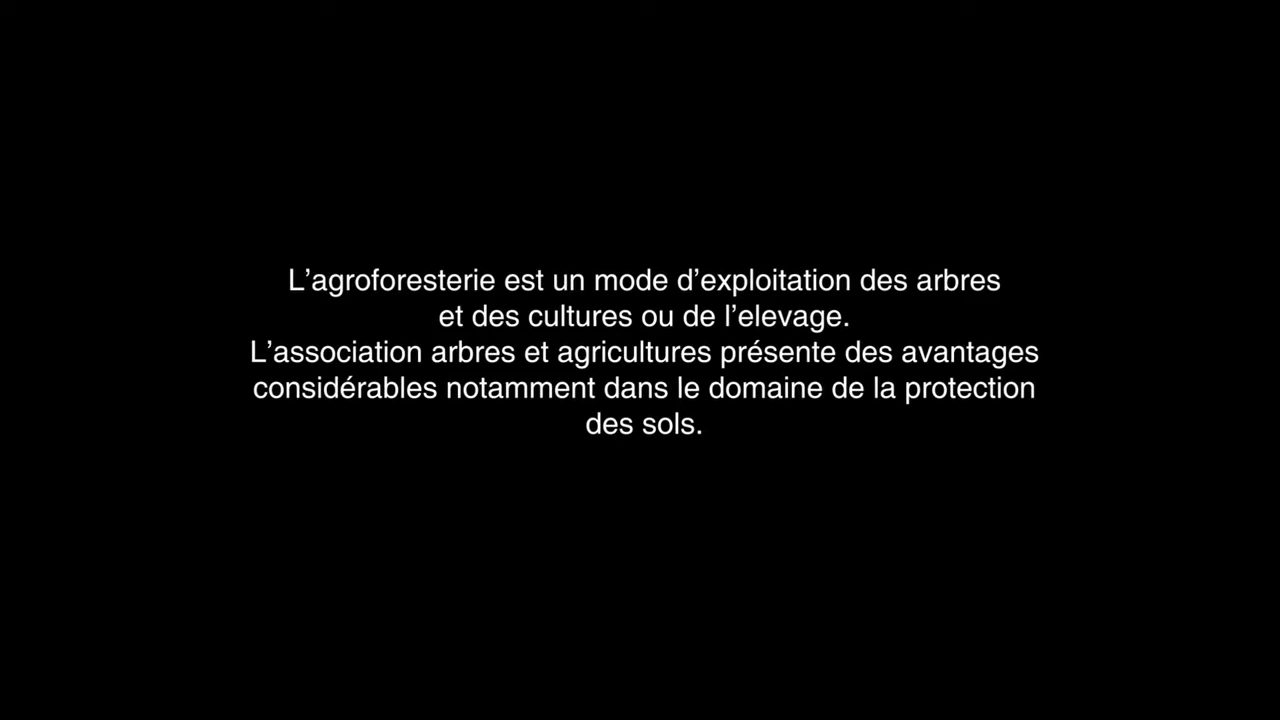 L’agroforesterie est un mode d’exploitation des arbres
et des cultures ou de l’elevage.
L’association arbres et agricultures présente des avantages
considérables notamment dans le domaine de la protection
des sols.